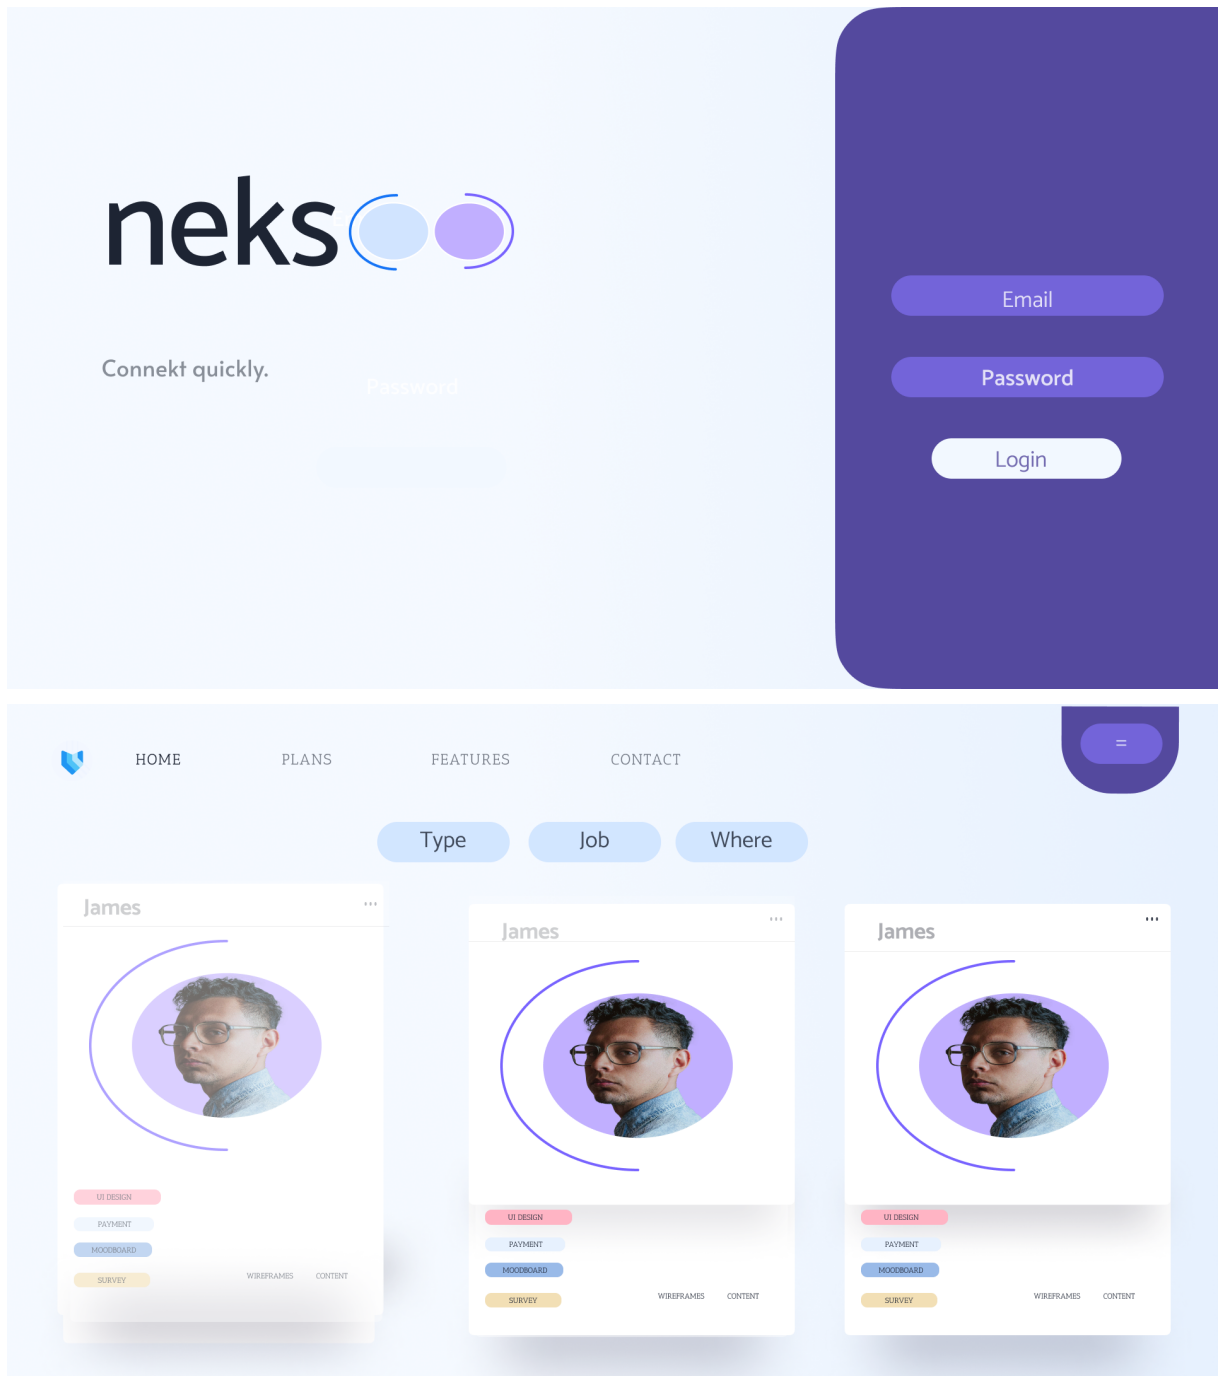 neks
Connekt quickly.
Password
Email
Password
Login
HOME PLANS FEATURES CONTACT =
Type Job Where
James ...
James ...
James ...
UI DESIGN
PAYMENT
MOODBOARD
SURVEY WIREFRAMES CONTENT
UI DESIGN
PAYMENT
MOODBOARD
SURVEY WIREFRAMES CONTENT
UI DESIGN
PAYMENT
MOODBOARD
SURVEY WIREFRAMES CONTENT